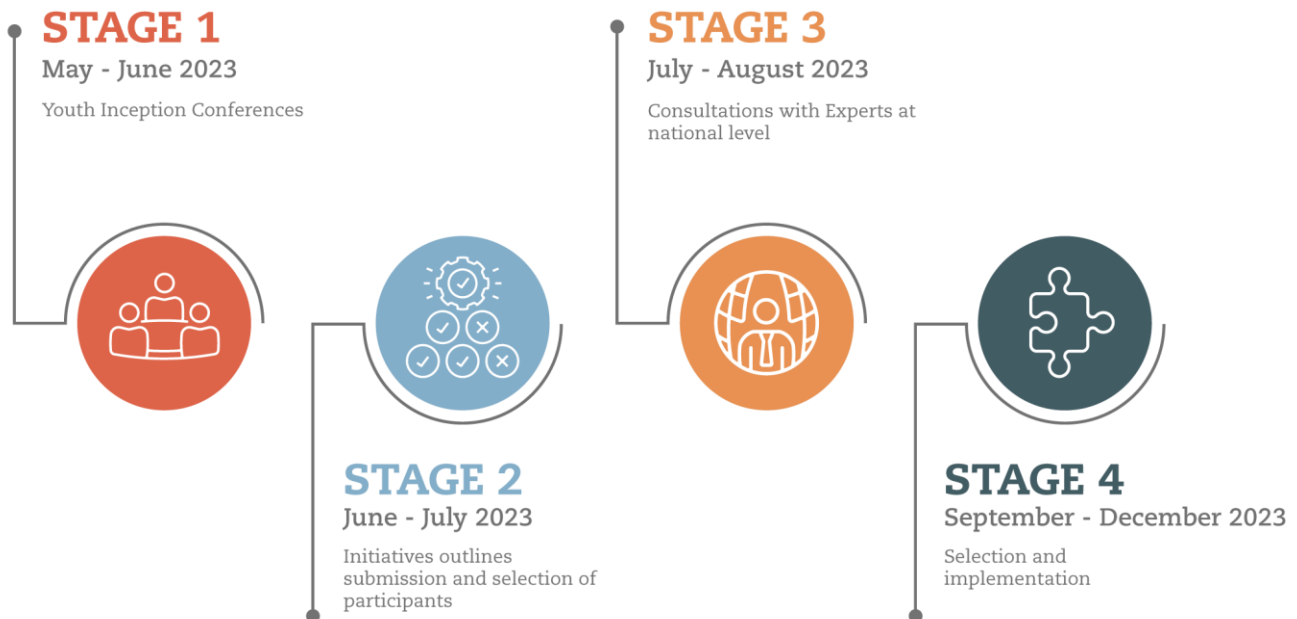 STAGE 1
May - June 2023
Youth Inception Conferences
STAGE 2
June - July 2023
Initiatives outlines
submission and selection of
participants
STAGE 3
July - August 2023
Consultations with Experts at
national level
STAGE 4
September - December 2023
Selection and
implementation